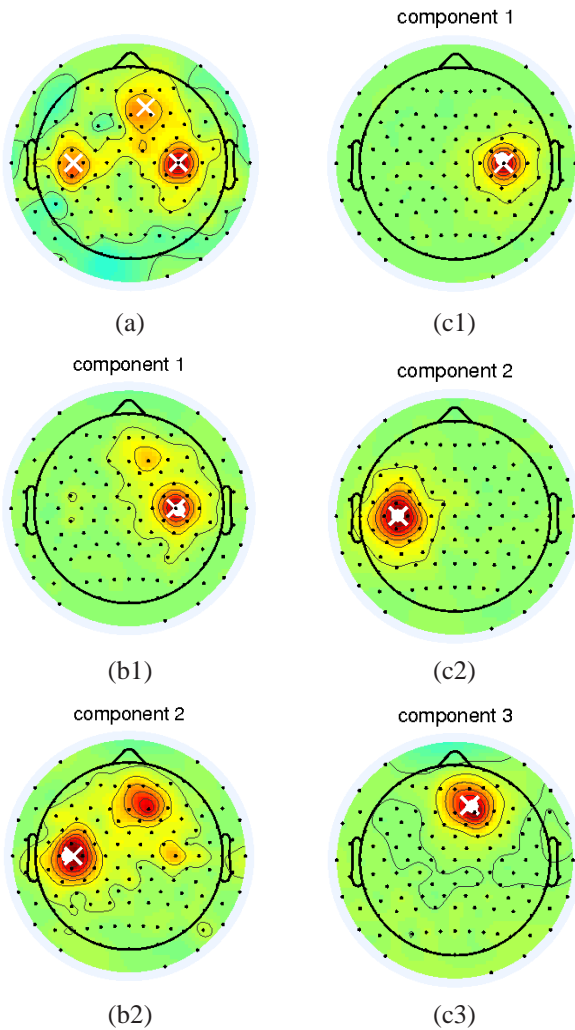 component 1
(a)
(c1)
component 1
component 2
(b1)
(c2)
component 2
component 3
(b2)
(c3)